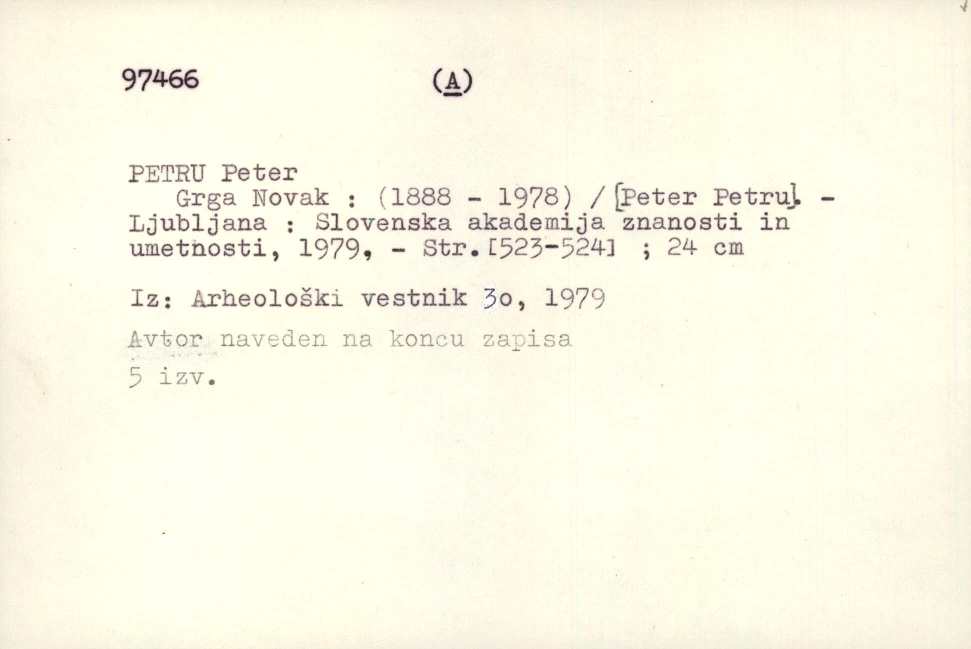 97466 (A)
PETRU Peter
Grga Novak : (1888 - 1978) / [Peter Petru]. -
Ljubljana : Slovenska akademija znanosti in
umetnosti, 1979, - Str.[523-524] ; 24 cm
Iz: Arheološki vestnik 3o, 1979
Avtor naveden na koncu zapisa
5 izv.